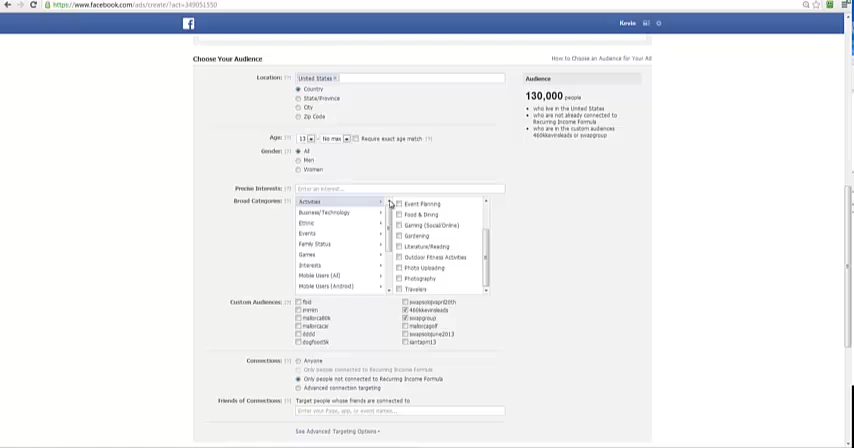 https://www.facebook.com/ads/create/?act=349051550
Kevin
Choose Your Audience
How to Choose an Audience for Your Ad
Location: [?]
United States ×
Country
State/Province
City
Zip Code
Age: [?] 13 - No max Require exact age match [?]
Gender: [?] All
Men
Women
Precise Interests: [?] Enter an interest...
Broad Categories: [?]
Activities
Business/Technology
Ethnic
Events
Family Status
Games
Interests
Mobile Users (All)
Mobile Users (Android)
Event Planning
Food & Dining
Gaming (Social/Online)
Gardening
Literature/Reading
Outdoor Fitness Activities
Photo Uploading
Photography
Travelers
Custom Audiences: [?]
fbid
mallorca80k
mallorcacar
dddd
dogfood5k
460kkevinsleads
swapgroup
mallorcagolf
swapsolojune2013
Connections: [?] Anyone
Only people connected to Recurring Income Formula
Only people not connected to Recurring Income Formula
Advanced connection targeting
Friends of Connections: [?] Target people whose friends are connected to
Enter your Page, app, or event names...
See Advanced Targeting Options
Audience
130,000 people
who live in the United States
who are not already connected to
Recurring Income Formula
who are in the custom audiences
460kkevinsleads or swapgroup